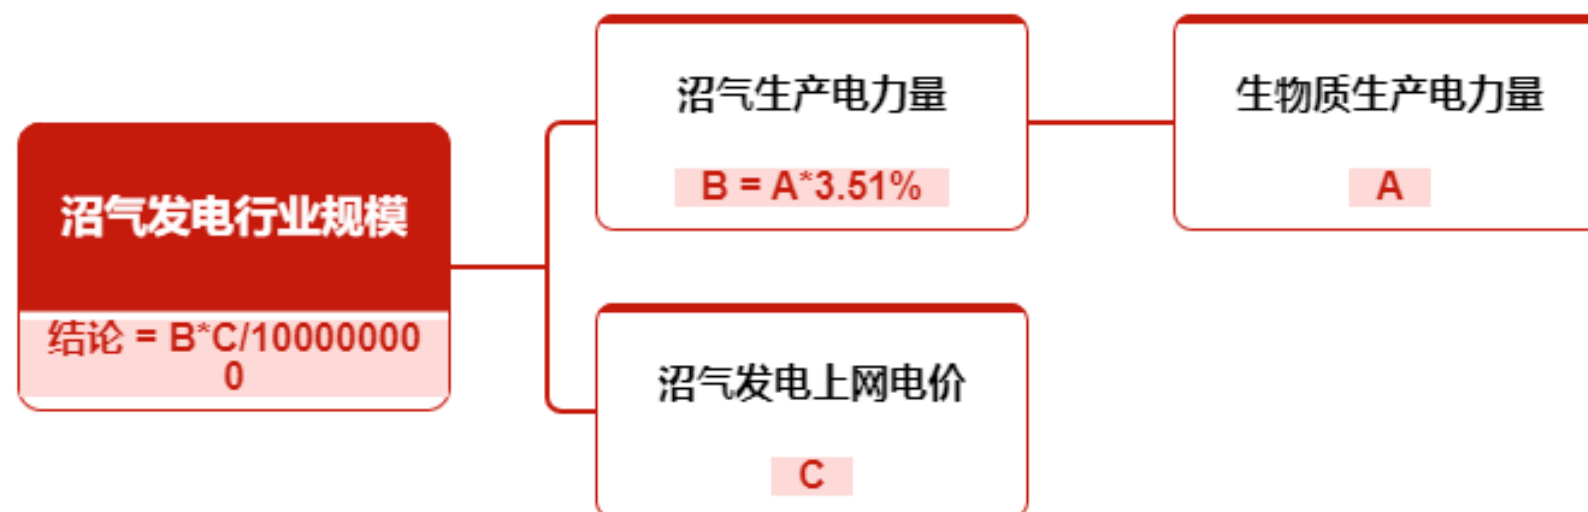 沼气发电行业规模
结论 = B*C/10000000
0
沼气生产电力量
B = A*3.51%
沼气发电上网电价
C
生物质生产电力量
A